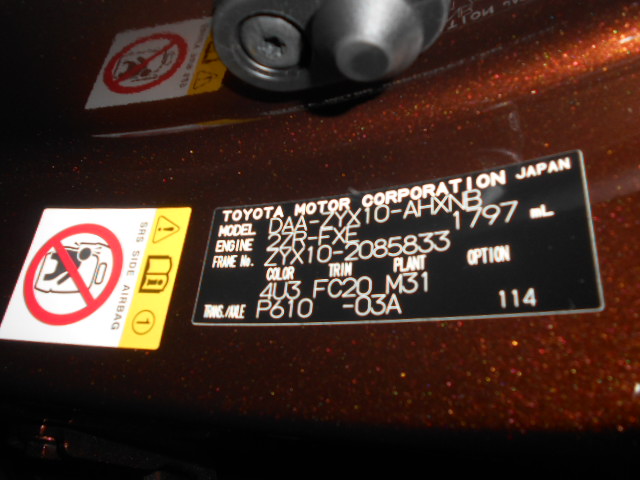 TOYOTA MOTOR CORPORATION JAPAN
MODEL DAA-ZYX10-AHXNB
ENGINE 2ZR-FXE 1797 mL
FRAME No. ZYX10-2085833
COLOR TRIM PLANT OPTION
4U3 FC20 M31
TRANS./AXLE P610 -03A 114
SRS SIDE AIRBAG
1